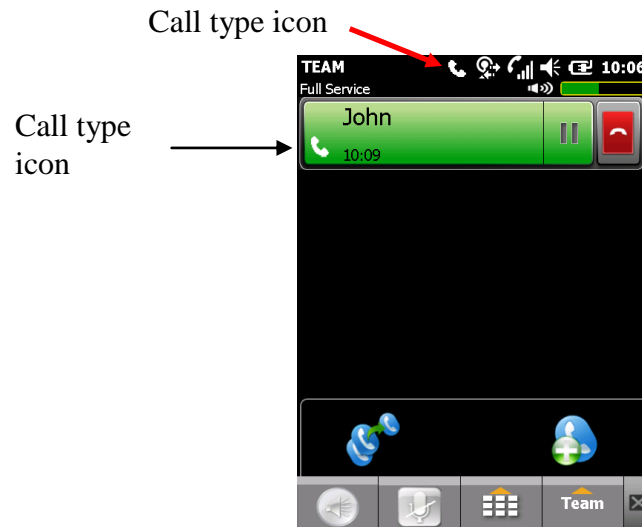 Call type icon
TEAM
10:06
Full Service
Call type
icon
John
10:09
Team